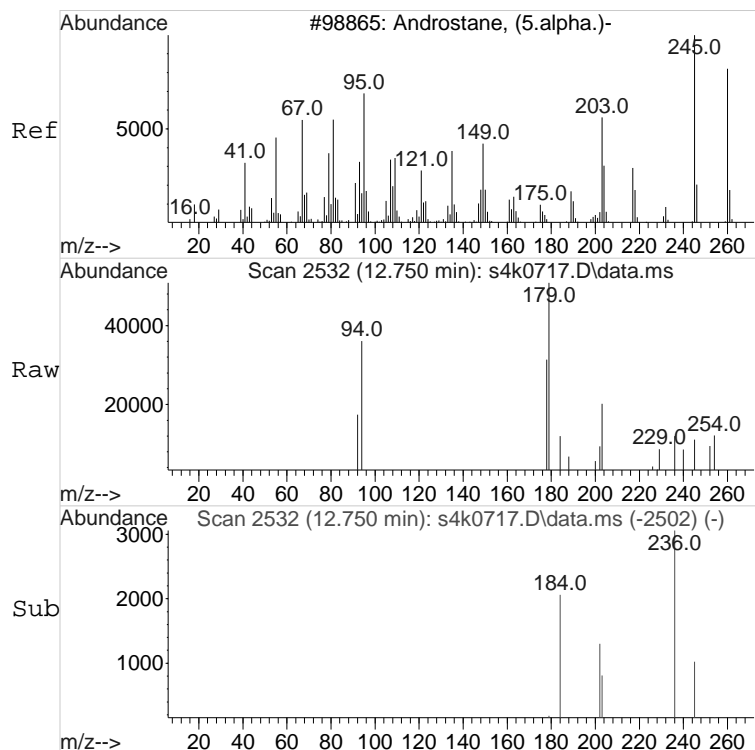 Abundance #98865: Androstane, (5.alpha.)-
245.0
95.0
67.0
Ref 5000 203.0
149.0
41.0
121.0
175.0
16.0
m/z--> 20 40 60 80 100 120 140 160 180 200 220 240 260
Abundance Scan 2532 (12.750 min): s4k0717.D\data.ms
179.0
40000 94.0
Raw
20000
229.0 254.0
m/z--> 20 40 60 80 100 120 140 160 180 200 220 240 260
Abundance Scan 2532 (12.750 min): s4k0717.D\data.ms (-2502) (-)
3000 236.0
184.0
Sub 2000
1000
m/z--> 20 40 60 80 100 120 140 160 180 200 220 240 260